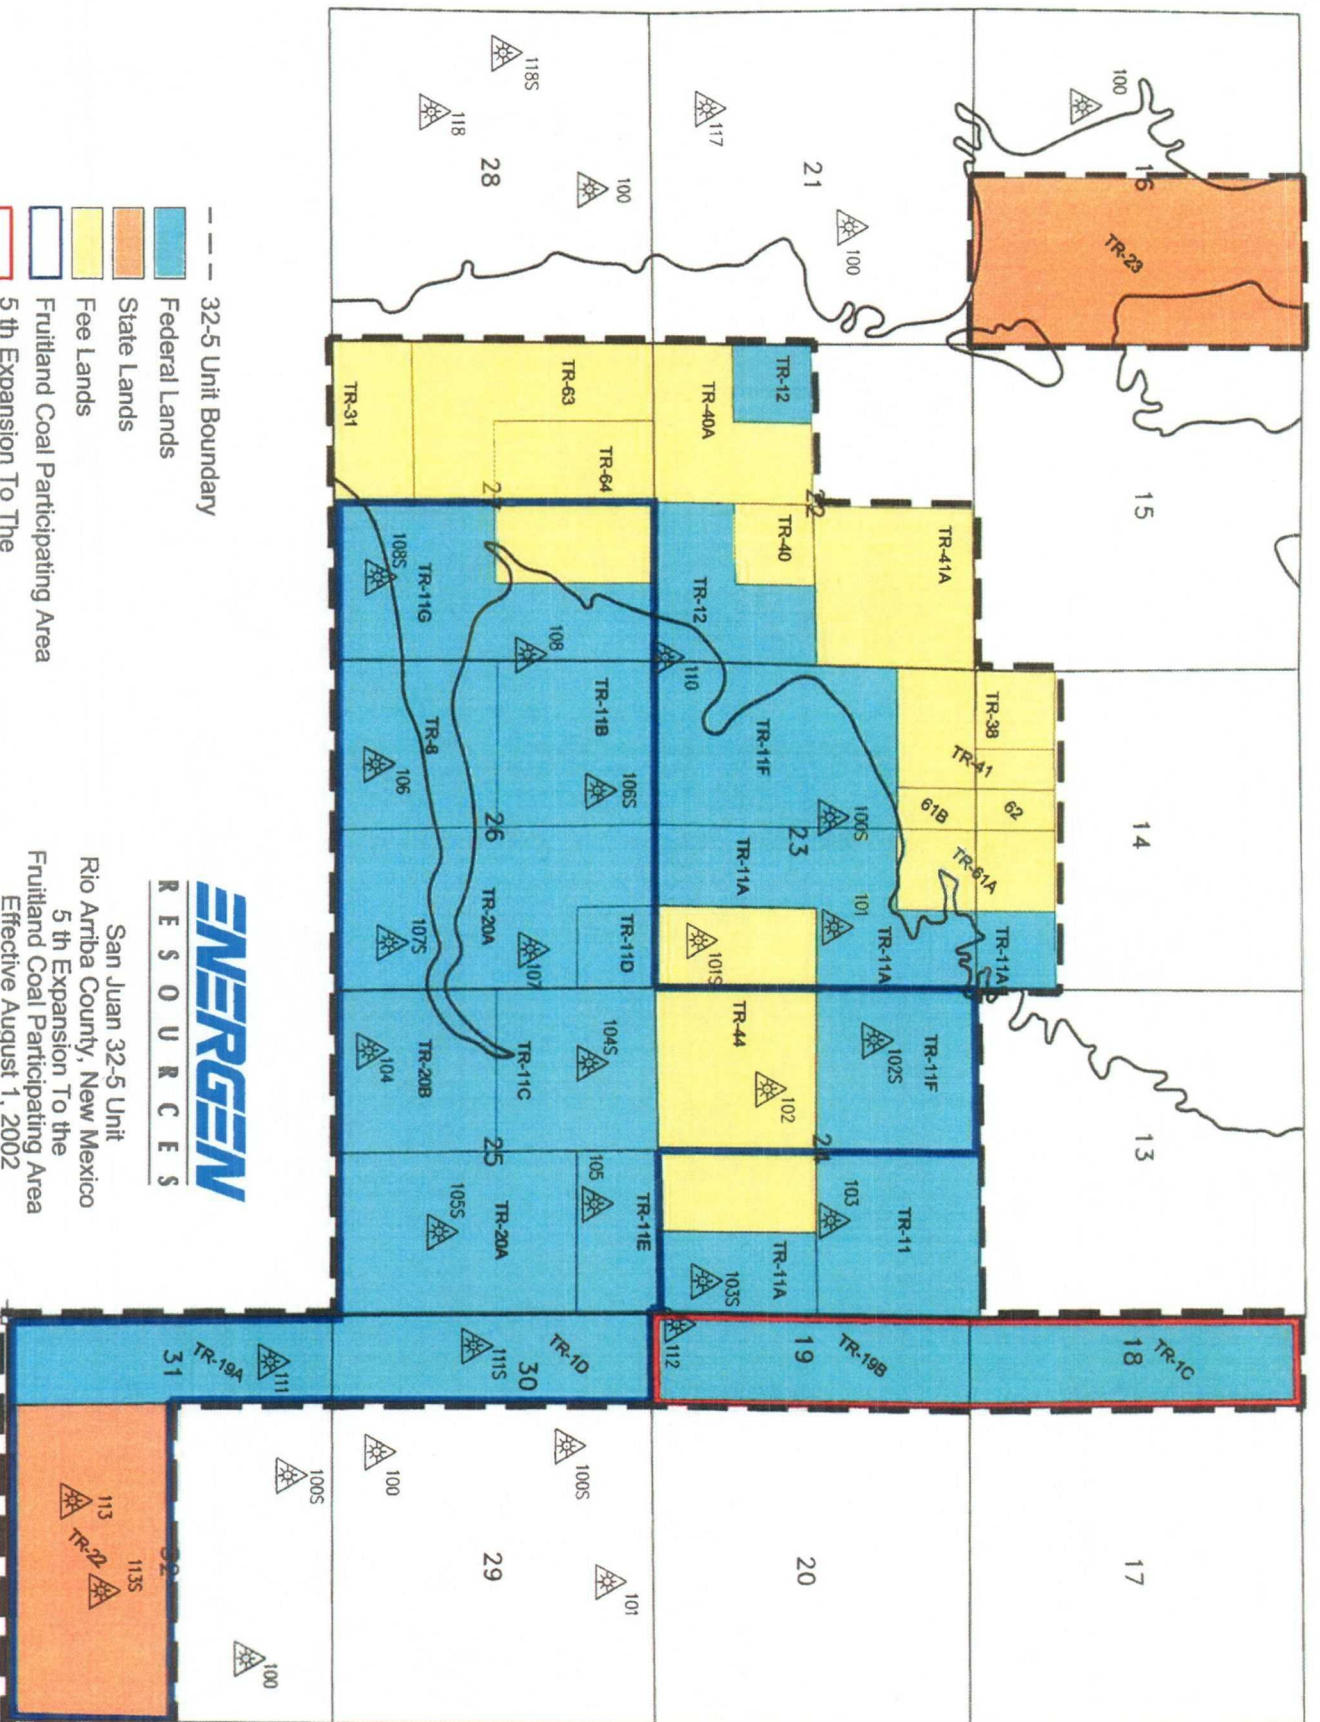 100
16
TR-23
15
14
13
18
TR-1C
17
118S
118
28
100
117
21
100
TR-12
TR-40A
TR-63
TR-64
TR-31
TR-40
22
TR-41A
TR-12
110
TR-38
TR-41
61B
62
TR-61A
TR-11F
100S
23
TR-11A
101
101S
TR-11A
TR-11A
TR-44
102
102S
TR-11F
24
103
TR-11
TR-11A
103S
112
19
TR-19B
20
108S
TR-11G
108
TR-11B
106S
TR-8
106
26
TR-20A
107S
107
TR-11D
104
TR-20B
104S
TR-11C
25
105
TR-11E
105S
TR-20A
111S
30
TR-1D
100
100S
29
101
31
TR-19A
111
100S
100
113
TR-22
113S
32
32-5 Unit Boundary
Federal Lands
State Lands
Fee Lands
Fruitland Coal Participating Area
5 th Expansion To The
ENERGEN
RESOURCES
San Juan 32-5 Unit
Rio Arriba County, New Mexico
5 th Expansion To the
Fruitland Coal Participating Area
Effective August 1, 2002